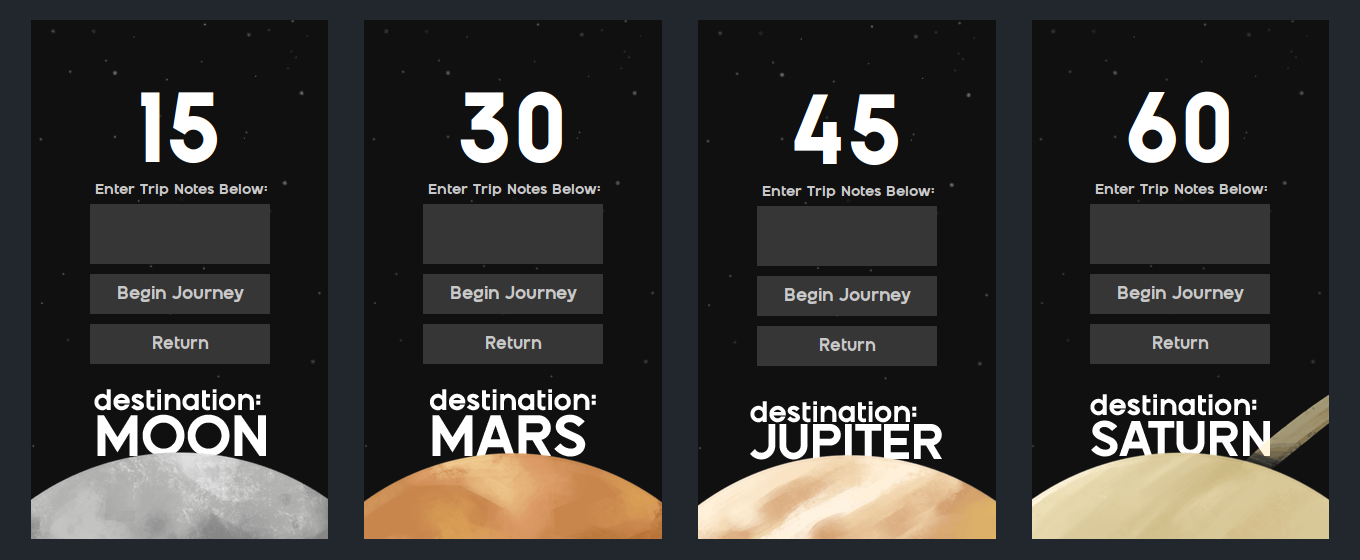 15
Enter Trip Notes Below:
Begin Journey
Return
destination:
MOON
30
Enter Trip Notes Below:
Begin Journey
Return
destination:
MARS
45
Enter Trip Notes Below:
Begin Journey
Return
destination:
JUPITER
60
Enter Trip Notes Below:
Begin Journey
Return
destination:
SATURN